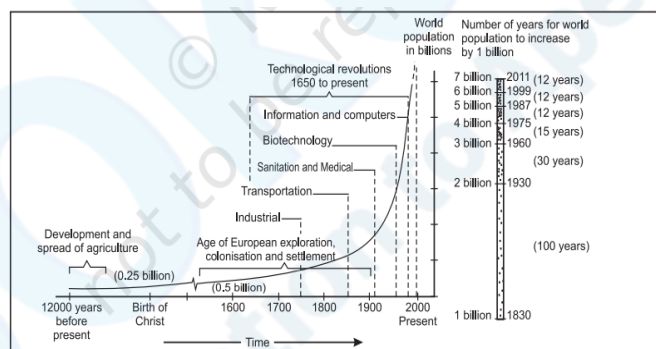 World
population
in billions
Number of years for world
population to increase
by 1 billion
Technological revolutions
1650 to present
Information and computers
Biotechnology
Sanitation and Medical
Transportation
Industrial
Development and
spread of agriculture
Age of European exploration,
colonisation and settlement
(0.25 billion)
(0.5 billion)
12000 years
before
present
Birth of
Christ
1600
1700
1800
1900
2000
Present
Time
7 billion 2011 (12 years)
6 billion 1999
(12 years)
5 billion 1987
(12 years)
4 billion 1975
(15 years)
3 billion 1960
(30 years)
2 billion 1930
(100 years)
1 billion 1830
©
not to be re